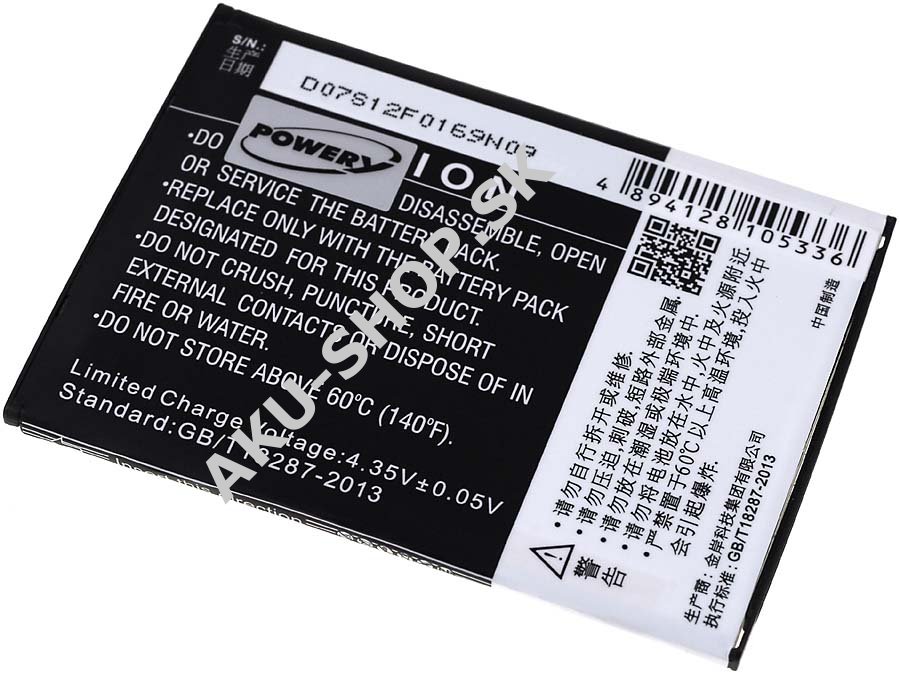 S/N.:
生产
日期
D07S12F0169N09
POWERY
DO
DISASSEMBLE, OPEN
OR SERVICE THE BATTERY PACK.
•REPLACE ONLY WITH THE BATTERY PACK
DESIGNATED FOR THIS PRODUCT.
•DO NOT CRUSH, PUNCTURE, SHORT
EXTERNAL CONTACTS OR DISPOSE OF IN
FIRE OR WATER.
•DO NOT STORE ABOVE 60℃ (140℉).
Limited Charge Voltage:4.35V±0.05V
Standard:GB/T18287-2013
AKU-SHOP.SK
4 894128 105336
警告
•请勿自行拆开或维修.
•请勿压迫,刺破,短路外部金属.
•请勿放在潮湿或极端环境中.
•请勿将电池放在水中,火中及火源附近
•严禁置于60℃以上高温环境,投入火中
会引起爆炸.
中国制造
生产商:金岸科技集团有限公司
执行标准:GB/T18287-2013